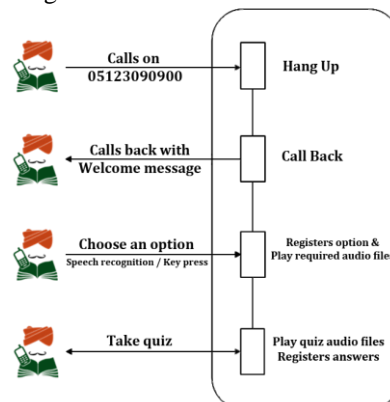 Calls on
05123090900
Hang Up
Calls back with
Welcome message
Call Back
Choose an option
Speech recognition / Key press
Registers option &
Play required audio files
Take quiz
Play quiz audio files
Registers answers